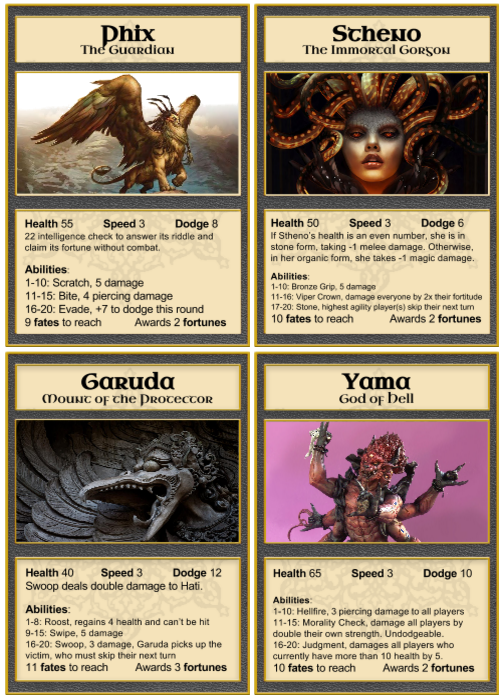 Phix
The Guardian
Health 55 Speed 3 Dodge 8
22 intelligence check to answer its riddle and
claim its fortune without combat.
Abilities:
1-10: Scratch, 5 damage
11-15: Bite, 4 piercing damage
16-20: Evade, +7 to dodge this round
9 fates to reach Awards 2 fortunes
Stheno
The Immortal Gorgon
Health 50 Speed 3 Dodge 6
If Stheno's health is an even number, she is in
stone form, taking -1 melee damage. Otherwise,
in her organic form, she takes -1 magic damage.
Abilities:
1-10: Bronze Grip, 5 damage
11-16: Viper Crown, damage everyone by 2x their fortitude
17-20: Stone, highest agility player(s) skip their next turn
10 fates to reach Awards 2 fortunes
Garuda
Mount of the Protector
Health 40 Speed 3 Dodge 12
Swoop deals double damage to Hati.
Abilities:
1-8: Roost, regains 4 health and can't be hit
9-15: Swipe, 5 damage
16-20: Swoop, 3 damage, Garuda picks up the
victim, who must skip their next turn
11 fates to reach Awards 3 fortunes
Yama
God of Hell
Health 65 Speed 3 Dodge 10
Abilities:
1-10: Hellfire, 3 piercing damage to all players
11-15: Morality Check, damage all players by
double their own strength. Undodgeable.
16-20: Judgment, damages all players who
currently have more than 10 health by 5.
10 fates to reach Awards 2 fortunes